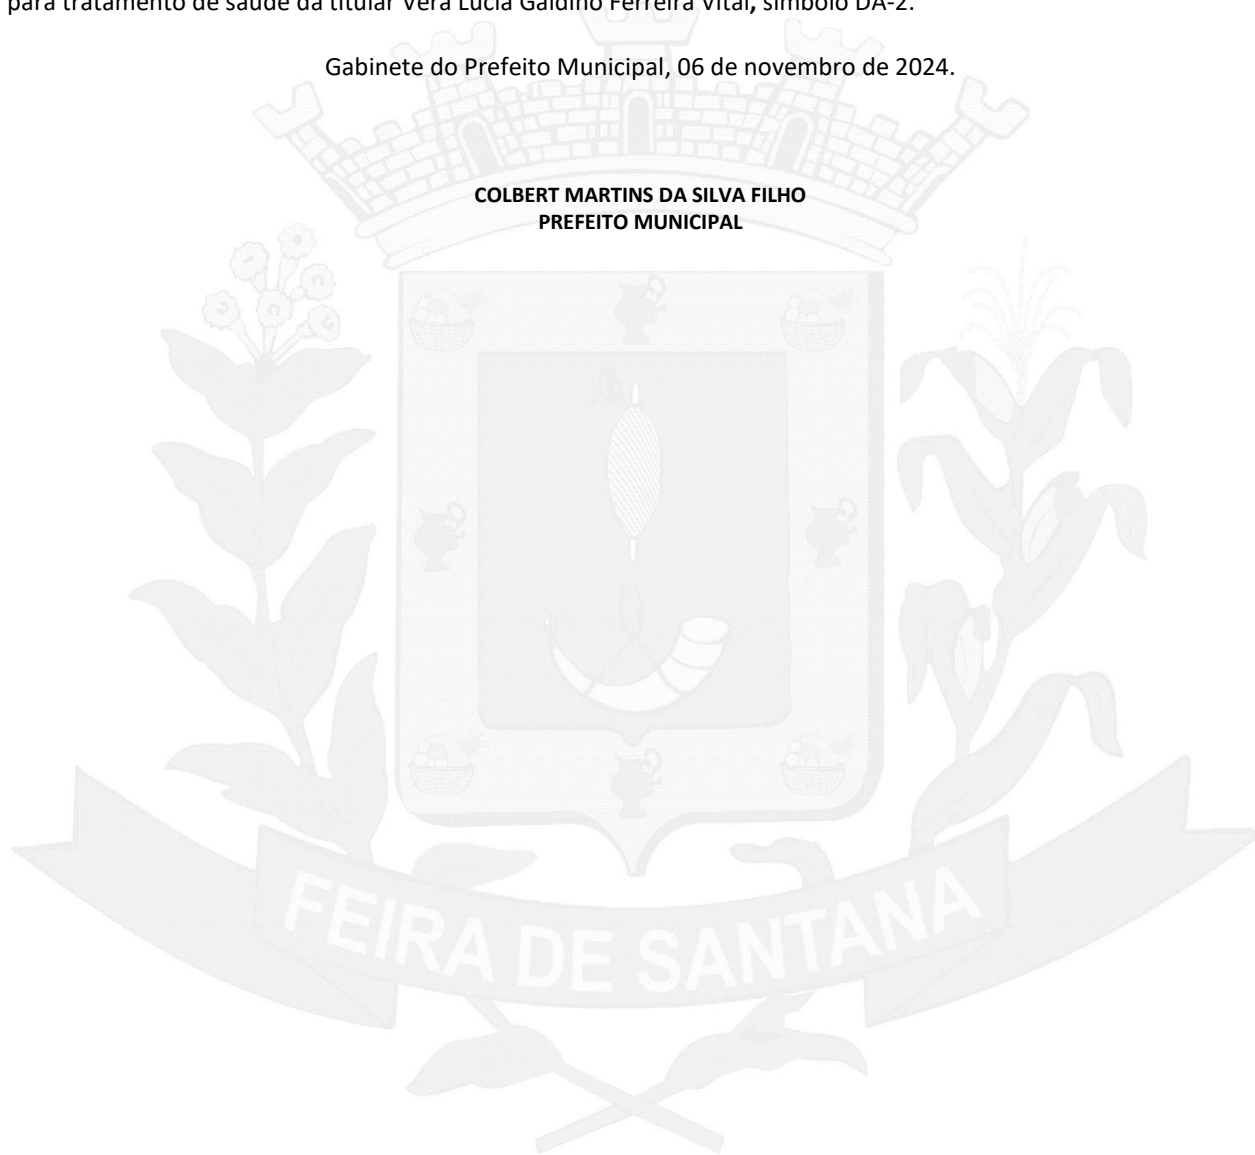 para tratamento de saúde da titular Vera Lúcia Galdino Ferreira Vital, símbolo DA-2.
Gabinete do Prefeito Municipal, 06 de novembro de 2024.
COLBERT MARTINS DA SILVA FILHO
PREFEITO MUNICIPAL
FEIRA DE SANTANA